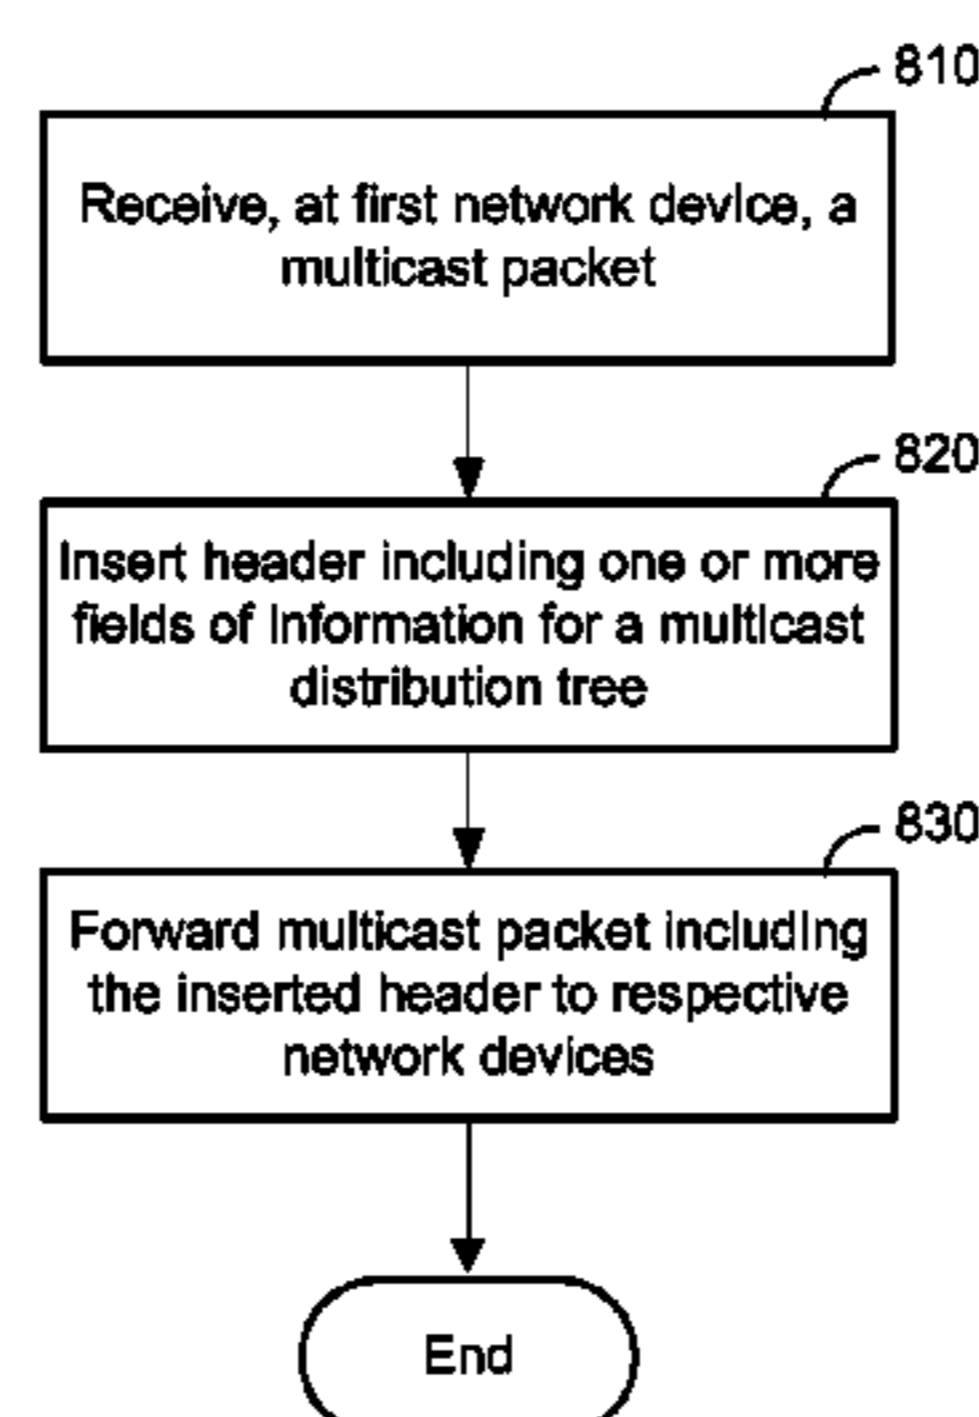 810
Receive, at first network device, a
multicast packet
820
Insert header including one or more
fields of information for a multicast
distribution tree
830
Forward multicast packet including
the inserted header to respective
network devices
End